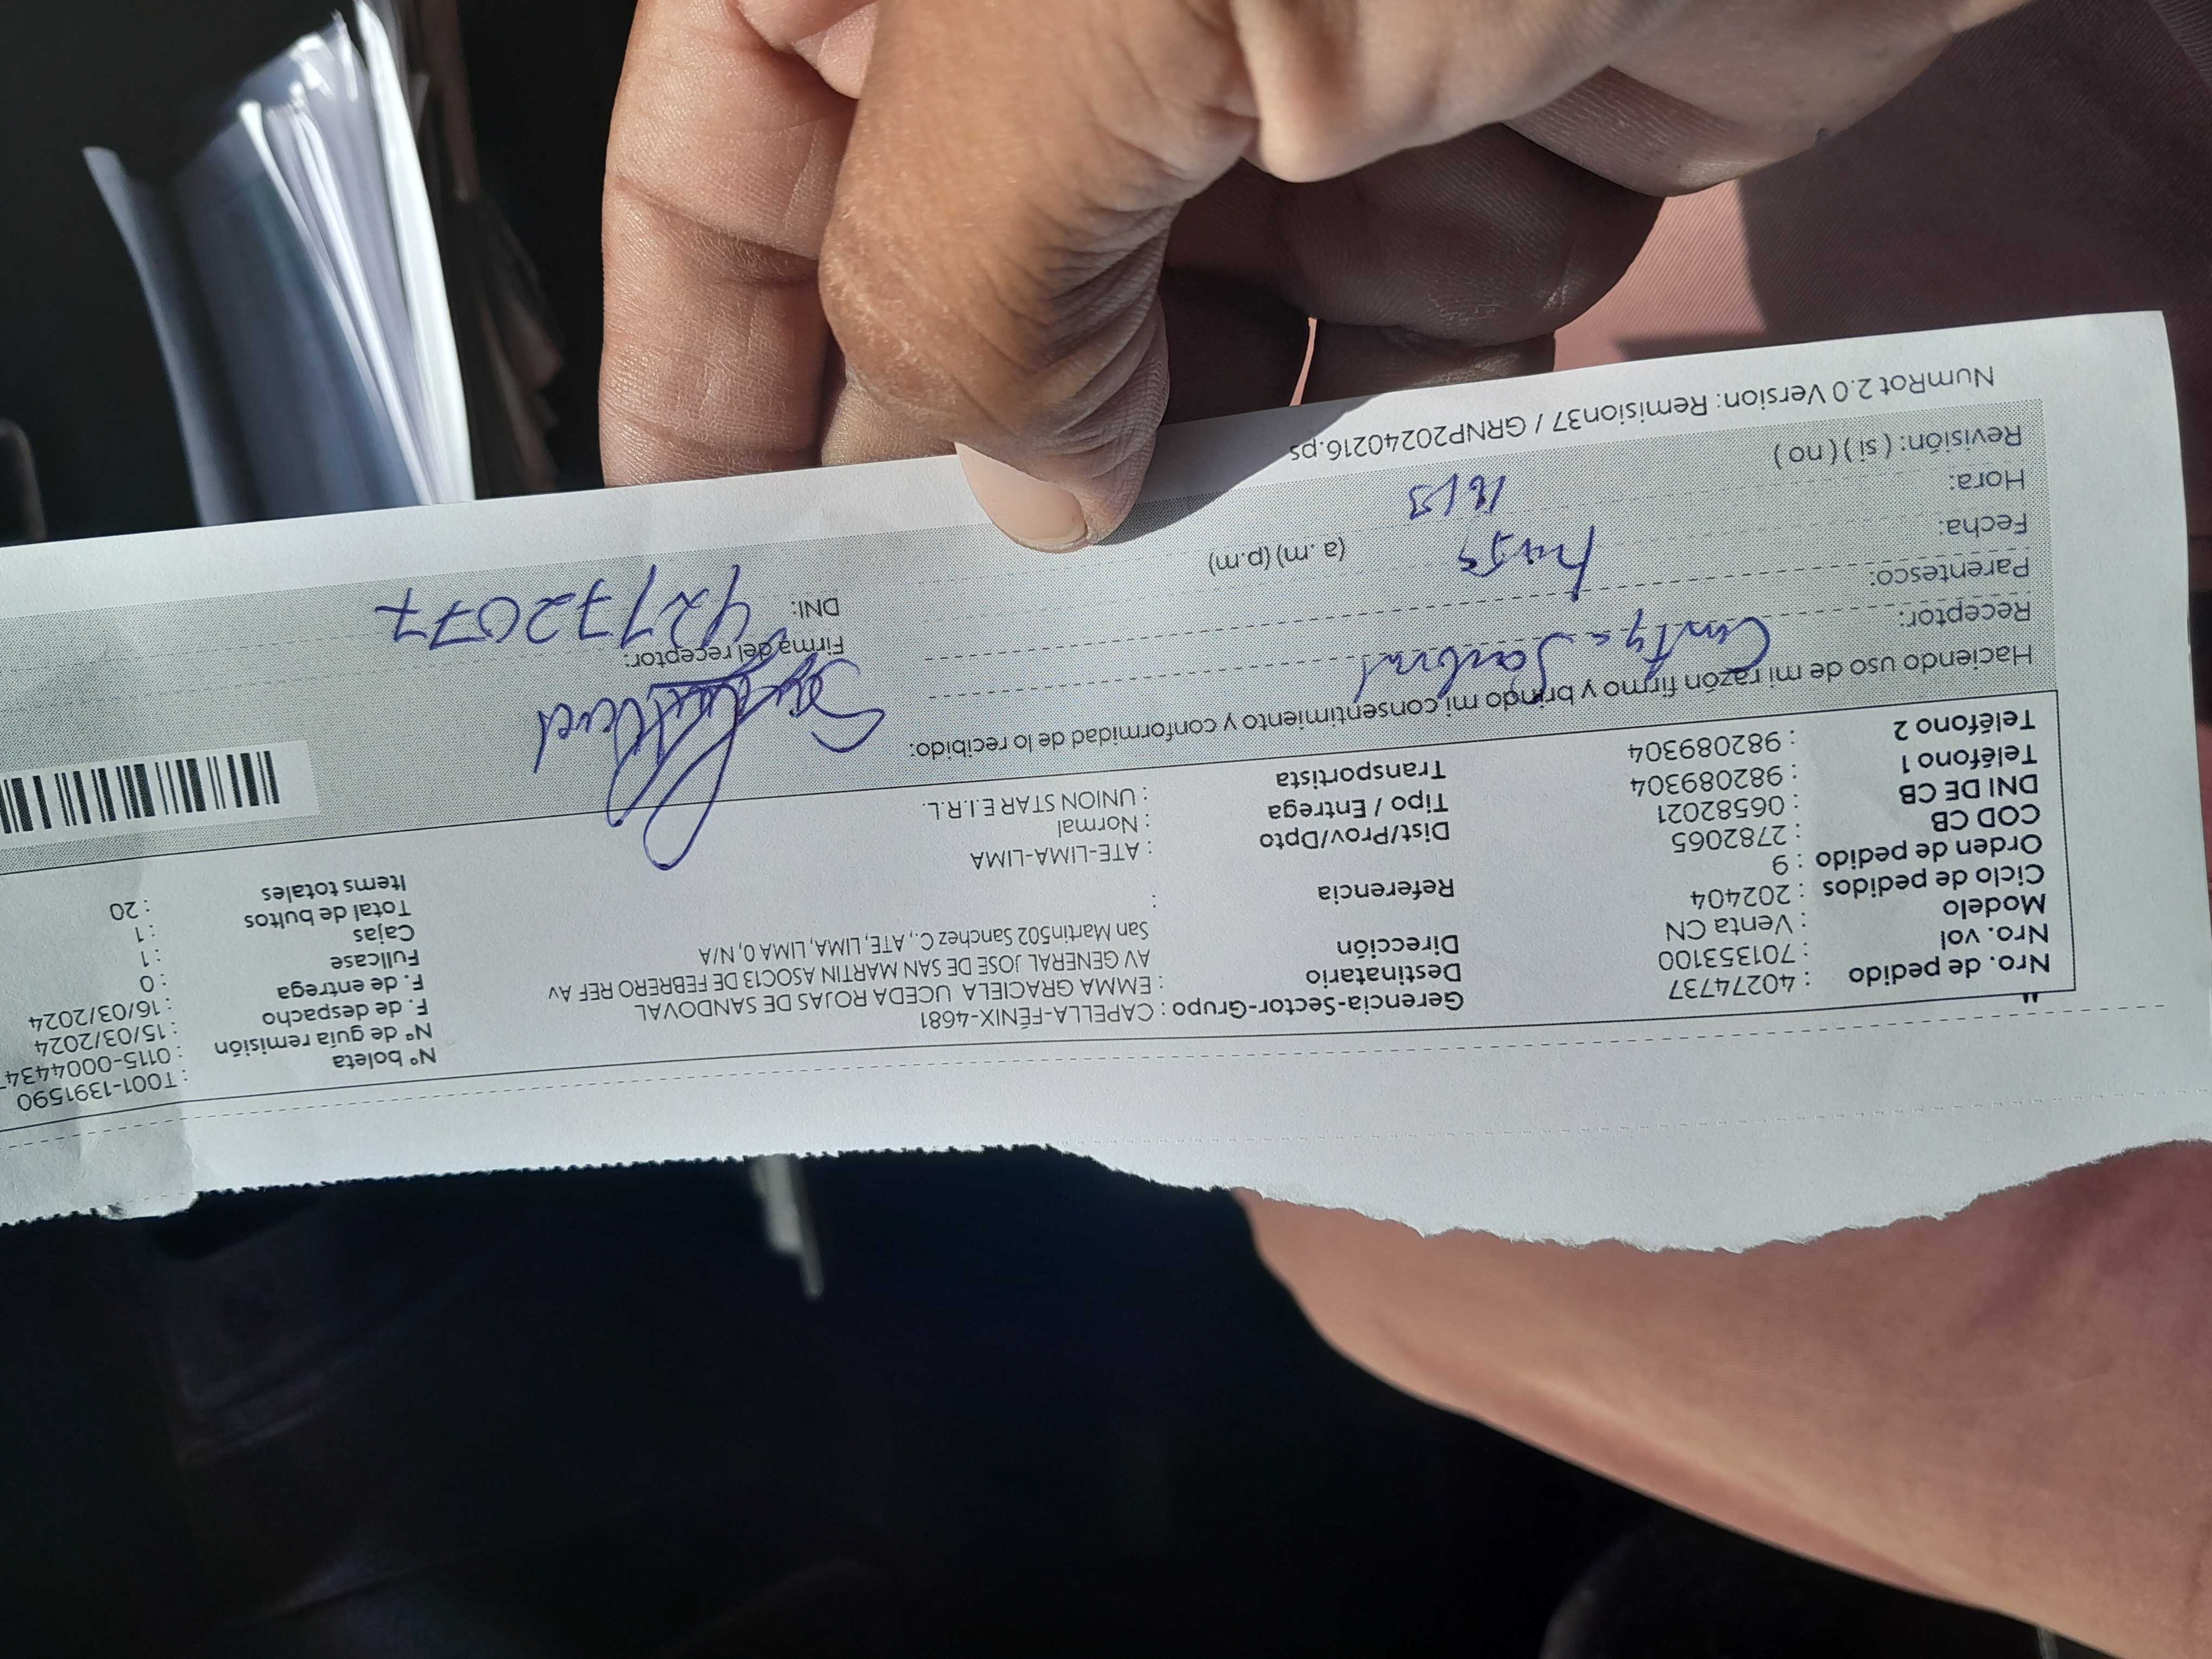 Nro. de pedido : 40274737 Gerencia-Sector-Grupo : CAPELLA-FÉNIX-4681 N° boleta : T001-1391590
Nro. vol : 701353100 Destinatario : EMMA GRACIELA UCEDA ROJAS DE SANDOVAL N° de guía remisión : 0115-0004434
Modelo : Venta CN Dirección AV GENERAL JOSE DE SAN MARTIN ASOC13 DE FEBRERO REF Av F. de despacho : 15/03/2024
San Martin502 Sanchez C., ATE, LIMA, LIMA 0, N/A F. de entrega : 16/03/2024
Ciclo de pedidos : 202404 Referencia : Fullcase : 0
Orden de pedido : 9 Cajas : 1
COD CB : 2782065 Dist/Prov/Dpto : ATE-LIMA-LIMA Total de bultos : 1
DNI DE CB : 06582021 Tipo / Entrega : Normal Items totales : 20
Teléfono 1 : 982089304 Transportista : UNION STAR E.I.R.L.
Teléfono 2 : 982089304
Haciendo uso de mi razón firmo y brindo mi consentimiento y conformidad de lo recibido:
Receptor: Firma del receptor:
Parentesco: DNI: 42772077
Fecha: (a.m) (p.m)
Hora:
Revisión: (si) (no)
NumRot 2.0 Version: Remision37 / GRNP20240216.ps